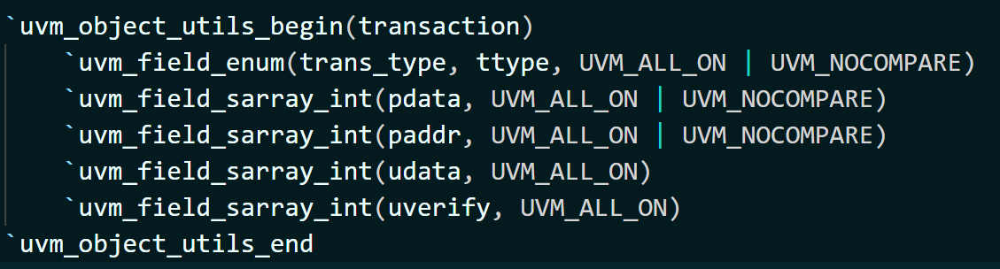 `uvm_object_utils_begin(transaction)
`uvm_field_enum(trans_type, ttype, UVM_ALL_ON | UVM_NOCOMPARE)
`uvm_field_sarray_int(pdata, UVM_ALL_ON | UVM_NOCOMPARE)
`uvm_field_sarray_int(paddr, UVM_ALL_ON | UVM_NOCOMPARE)
`uvm_field_sarray_int(udata, UVM_ALL_ON)
`uvm_field_sarray_int(uverify, UVM_ALL_ON)
`uvm_object_utils_end